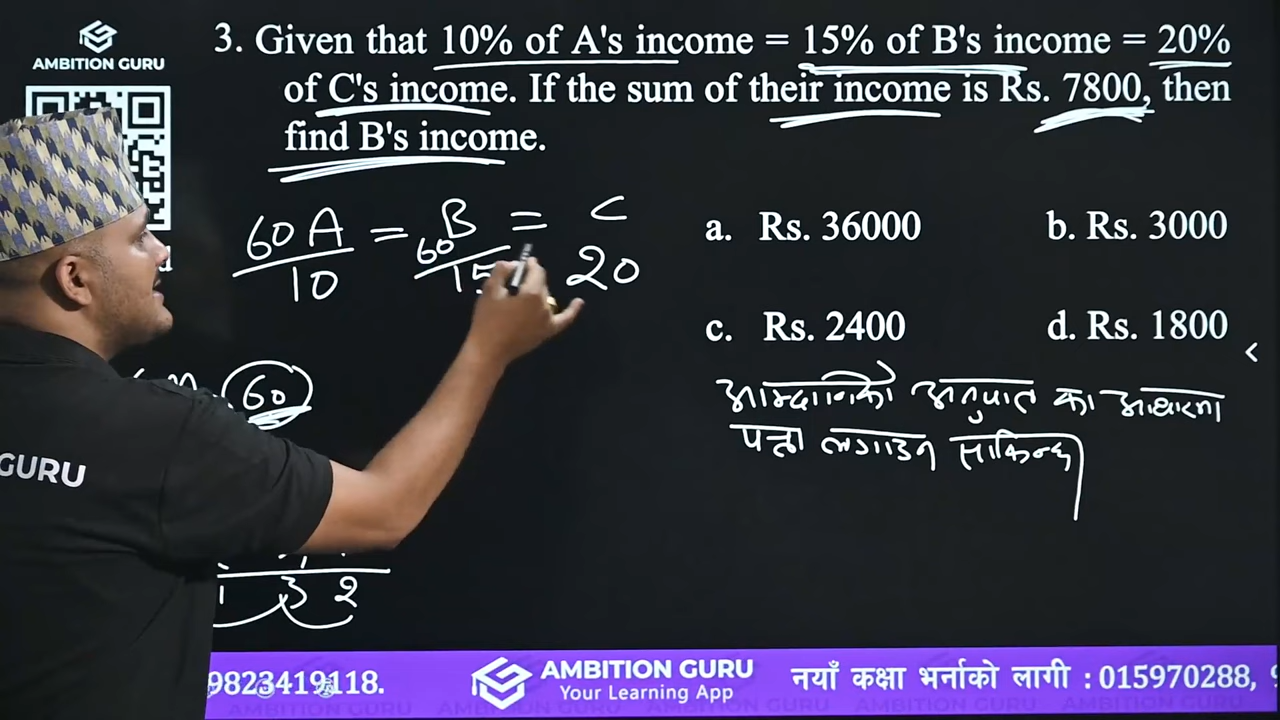 AMBITION GURU
3. Given that 10% of A's income = 15% of B's income = 20%
of C's income. If the sum of their income is Rs. 7800, then
find B's income.
60A = 60B = C
10 15 20
a. Rs. 36000
b. Rs. 3000
c. Rs. 2400
d. Rs. 1800
<
आम्दानिको अनुपात का आधारमा
पत्ता लगाउन सकिन्छ
60
GURU
3 2
9823419118.
AMBITION GURU
Your Learning App
नयाँ कक्षा भर्नाको लागी : 015970288,